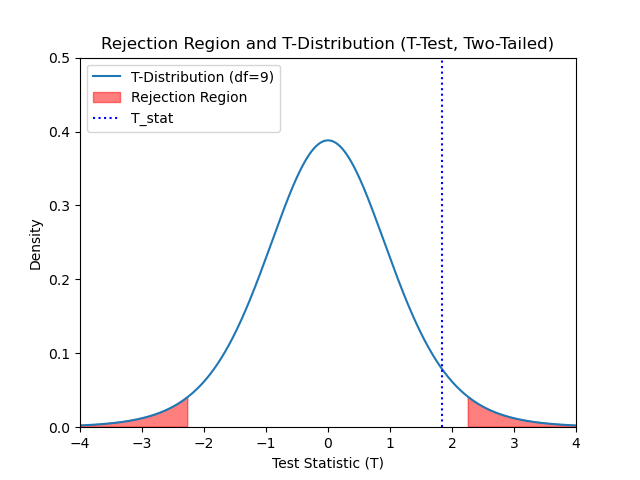 Rejection Region and T-Distribution (T-Test, Two-Tailed)
T-Distribution (df=9)
Rejection Region
T_stat
Density
0.5
0.4
0.3
0.2
0.1
0.0
−4 −3 −2 −1 0 1 2 3 4
Test Statistic (T)